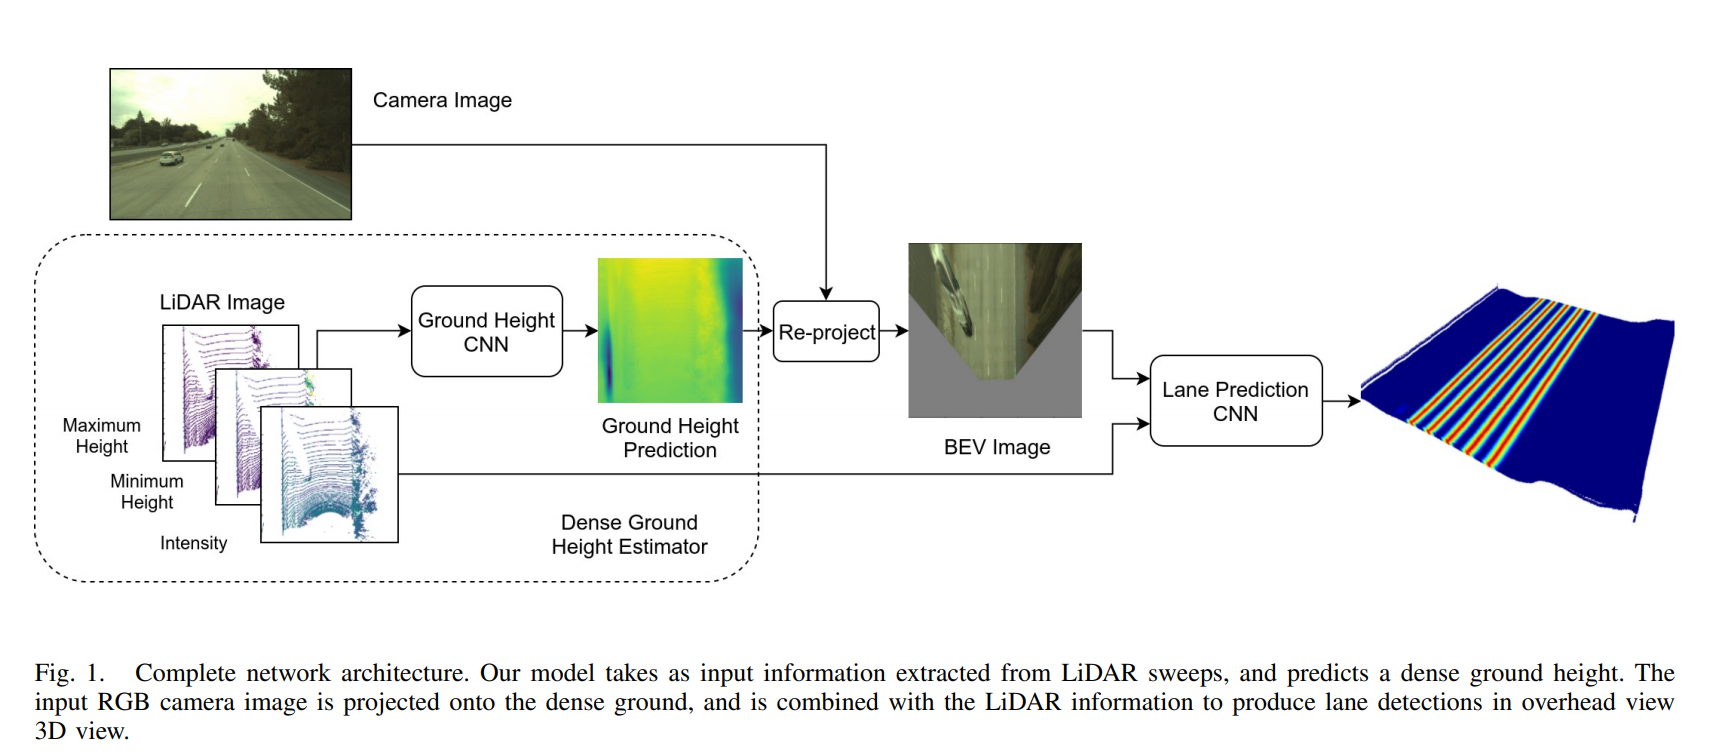 Camera Image
LiDAR Image
Maximum
Height
Minimum
Height
Intensity
Ground Height
CNN
Ground Height
Prediction
Dense Ground
Height Estimator
Re-project
BEV Image
Lane Prediction
CNN
Fig. 1. Complete network architecture. Our model takes as input information extracted from LiDAR sweeps, and predicts a dense ground height. The
input RGB camera image is projected onto the dense ground, and is combined with the LiDAR information to produce lane detections in overhead view
3D view.